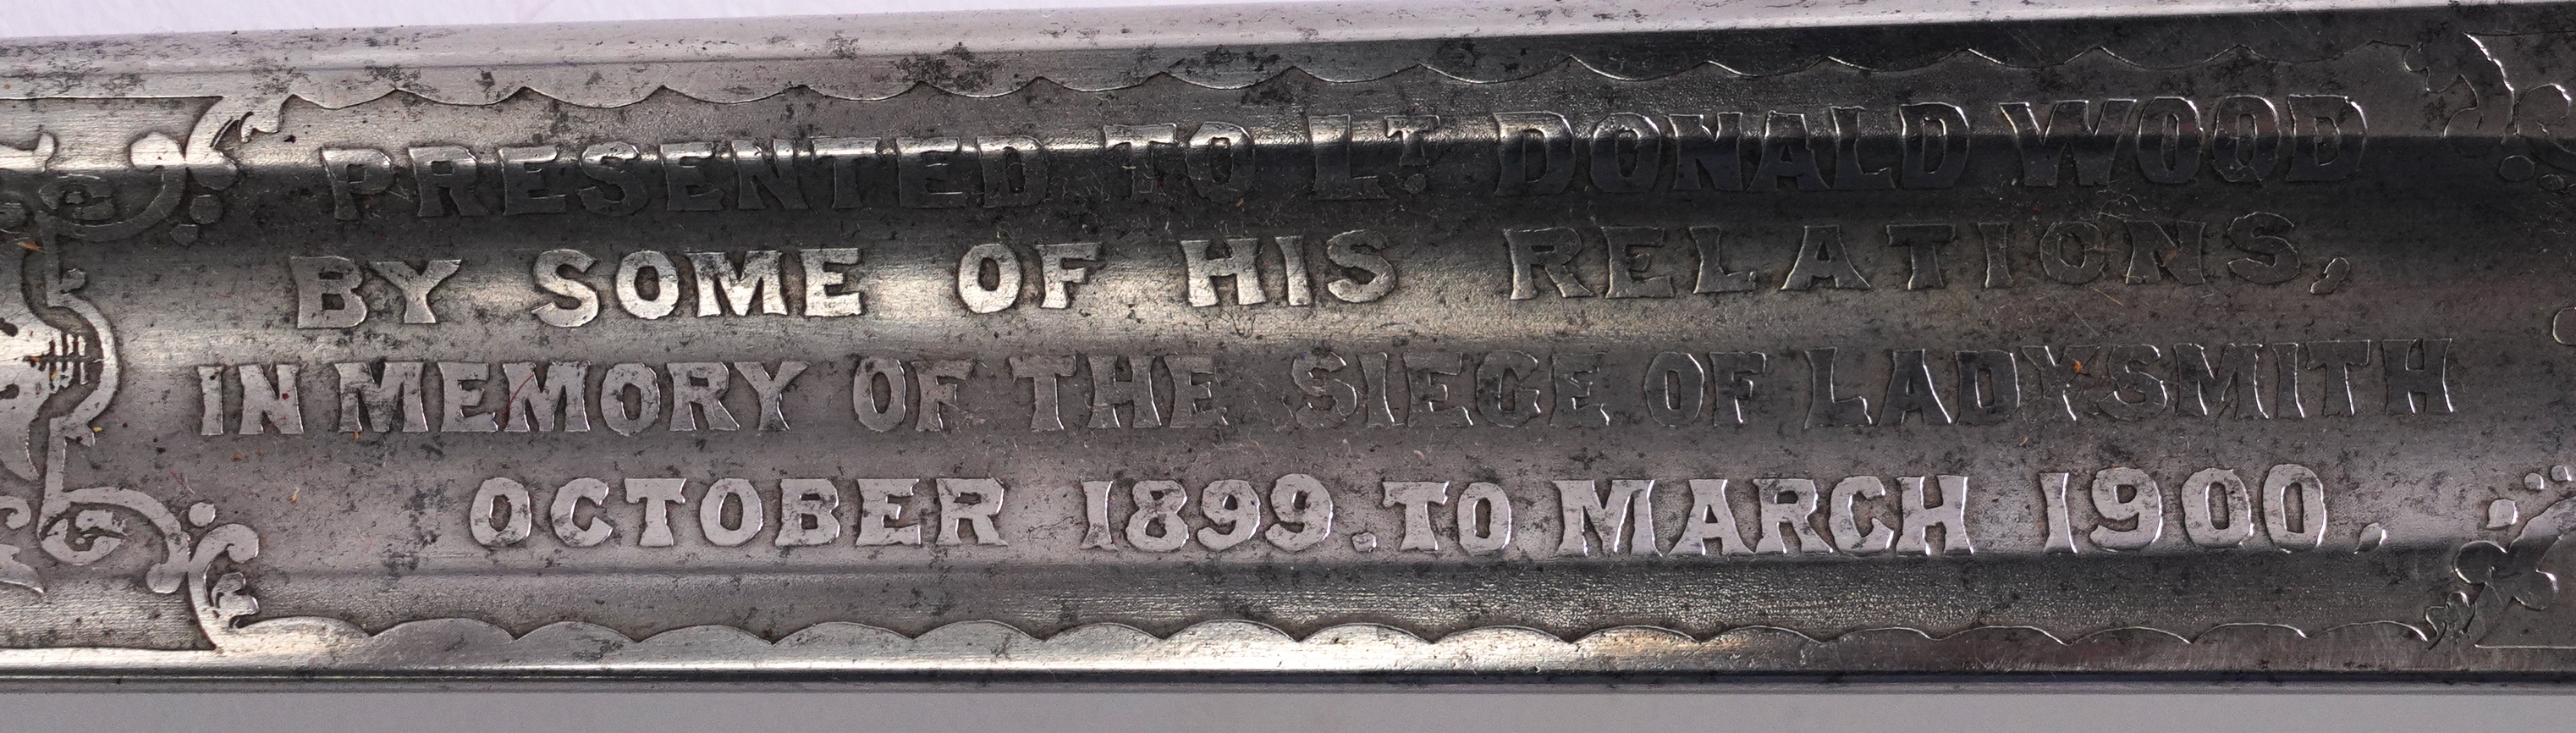 PRESENTED TO LT. DONALD WOOD
BY SOME OF HIS RELATIONS,
IN MEMORY OF THE SIEGE OF LADYSMITH
OCTOBER 1899. TO MARCH 1900.